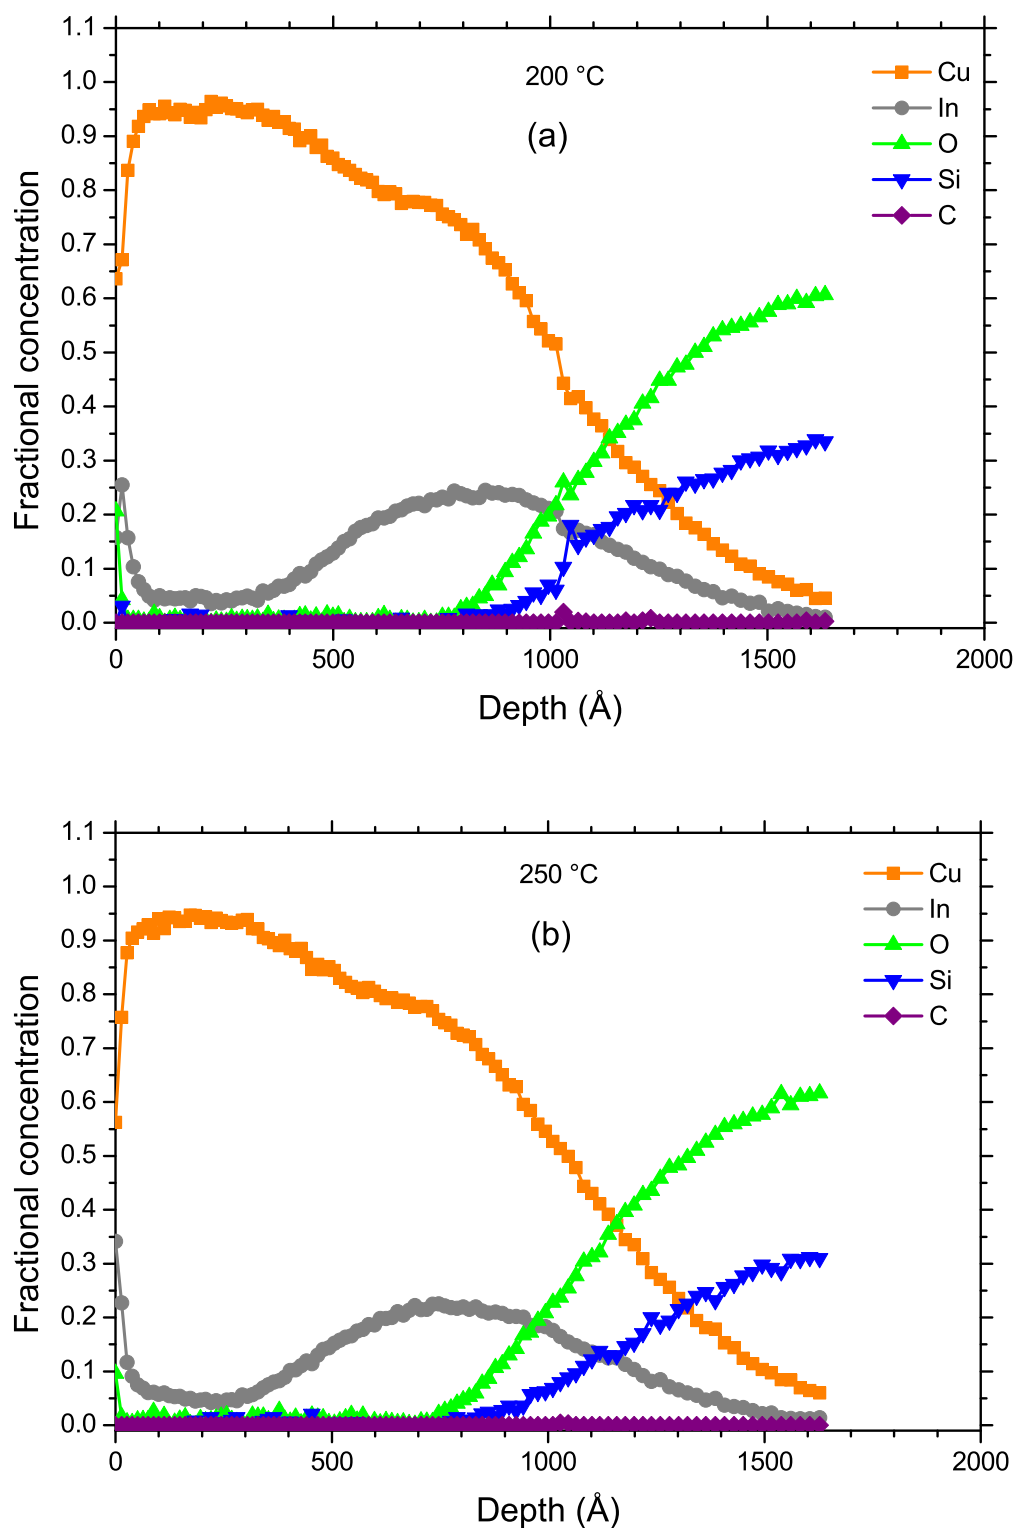 1.1
1.0
0.9
0.8
0.7
0.6
0.5
0.4
0.3
0.2
0.1
0.0
Fractional concentration
200 °C
(a)
Cu
In
O
Si
C
0 500 1000 1500 2000
Depth (Å)
1.1
1.0
0.9
0.8
0.7
0.6
0.5
0.4
0.3
0.2
0.1
0.0
Fractional concentration
250 °C
(b)
Cu
In
O
Si
C
0 500 1000 1500 2000
Depth (Å)